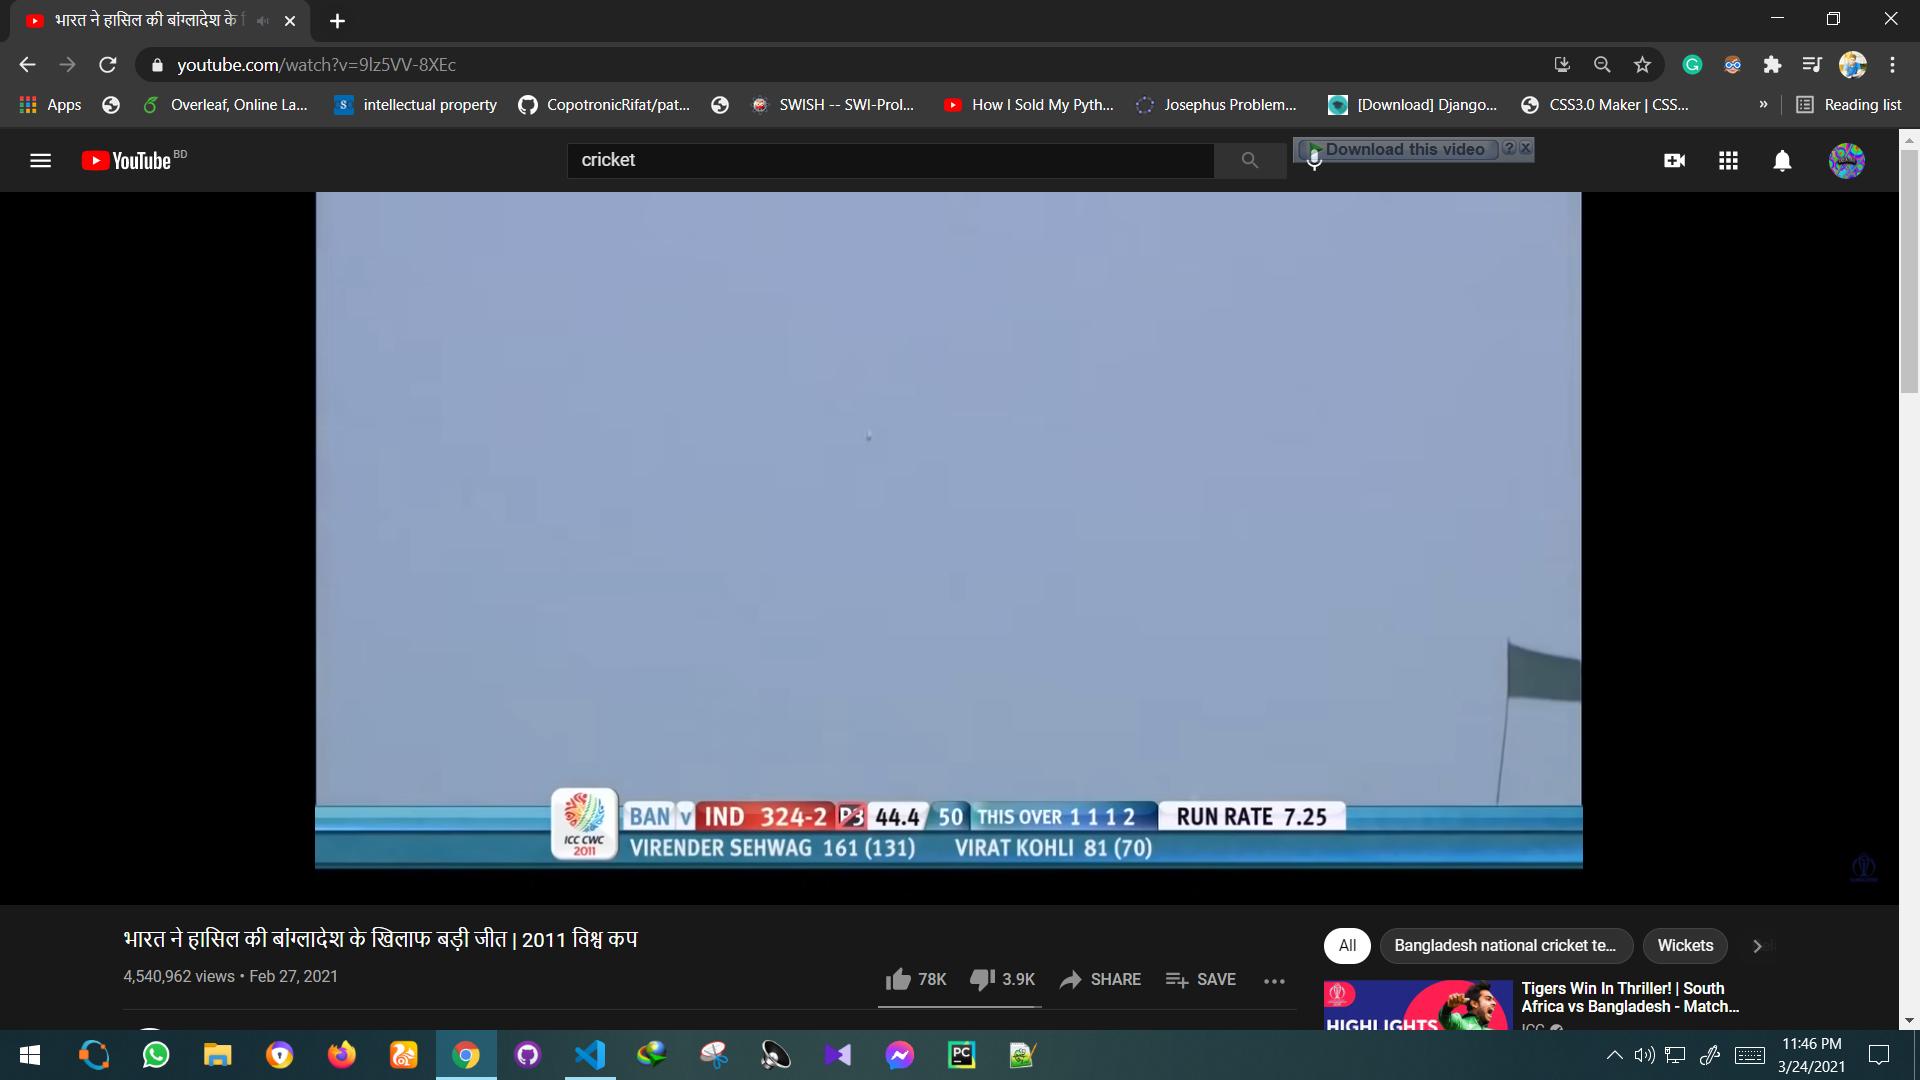 भारत ने हासिल की बांग्लादेश के
youtube.com/watch?v=9lz5VV-8XEc
Apps
Overleaf, Online La...
intellectual property
CopotronicRifat/pat...
SWISH -- SWI-Prol...
How I Sold My Pyth...
Josephus Problem...
[Download] Django...
CSS3.0 Maker | CSS...
»
Reading list
YouTube BD
cricket
Download this video ? X
BAN v IND 324-2 P3 44.4 50 THIS OVER 1 1 1 2 RUN RATE 7.25
ICC CWC
2011
VIRENDER SEHWAG 161 (131) VIRAT KOHLI 81 (70)
भारत ने हासिल की बांग्लादेश के खिलाफ बड़ी जीत | 2011 विश्व कप
4,540,962 views • Feb 27, 2021
78K
3.9K
SHARE
SAVE
All
Bangladesh national cricket te...
Wickets
HIGHLIGHTS
Tigers Win In Thriller! | South
Africa vs Bangladesh - Match...
ICC
PC
11:46 PM
3/24/2021